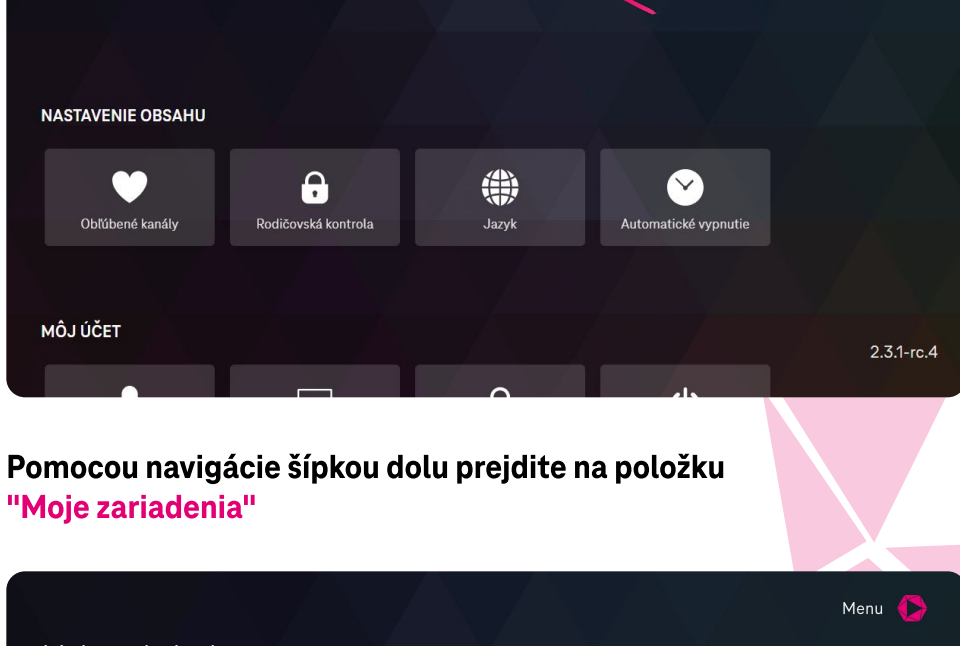 NASTAVENIE OBSAHU
Obľúbené kanály
Rodičovská kontrola
Jazyk
Automatické vypnutie
MÔJ ÚČET
2.3.1-rc.4
Pomocou navigácie šípkou dolu prejdite na položku
"Moje zariadenia"
Menu